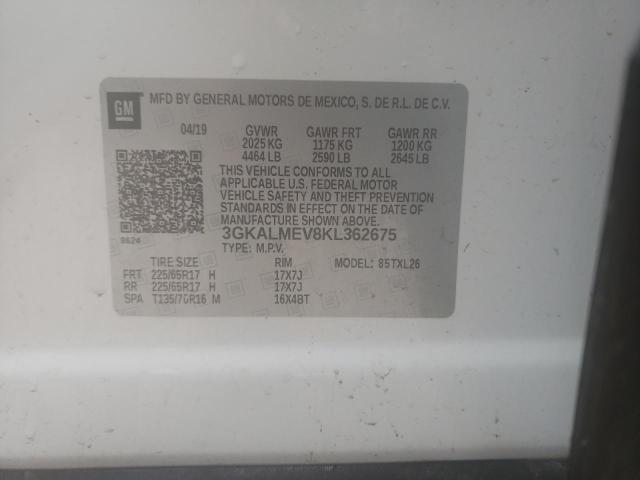 GM
MFD BY GENERAL MOTORS DE MEXICO, S. DE R.L. DE C.V.
04/19 GVWR GAWR FRT GAWR RR
2025 KG 1175 KG 1200 KG
4464 LB 2590 LB 2645 LB
THIS VEHICLE CONFORMS TO ALL
APPLICABLE U.S. FEDERAL MOTOR
VEHICLE SAFETY AND THEFT PREVENTION
STANDARDS IN EFFECT ON THE DATE OF
MANUFACTURE SHOWN ABOVE.
3GKALMEV8KL362675
8624 TYPE: M.P.V.
TIRE SIZE RIM MODEL: 85TXL26
FRT 225/65R17 H 17X7J
RR 225/65R17 H 17X7J
SPA T135/70R16 M 16X4BT